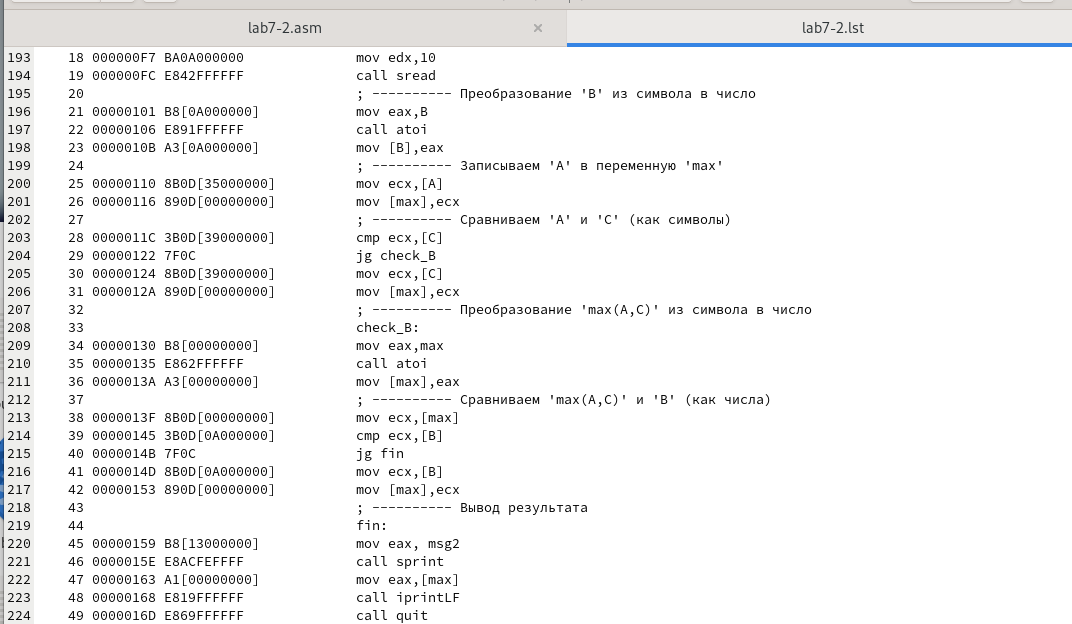 lab7-2.asm × lab7-2.lst
193 18 000000F7 BA0A000000 mov edx,10
194 19 000000FC E842FFFFFF call sread
195 20 ; ---------- Преобразование 'B' из символа в число
196 21 00000101 B8[0A000000] mov eax,B
197 22 00000106 E891FFFFFF call atoi
198 23 0000010B A3[0A000000] mov [B],eax
199 24 ; ---------- Записываем 'A' в переменную 'max'
200 25 00000110 8B0D[35000000] mov ecx,[A]
201 26 00000116 890D[00000000] mov [max],ecx
202 27 ; ---------- Сравниваем 'A' и 'C' (как символы)
203 28 0000011C 3B0D[39000000] cmp ecx,[C]
204 29 00000122 7F0C jg check_B
205 30 00000124 8B0D[39000000] mov ecx,[C]
206 31 0000012A 890D[00000000] mov [max],ecx
207 32 ; ---------- Преобразование 'max(A,C)' из символа в число
208 33 check_B:
209 34 00000130 B8[00000000] mov eax,max
210 35 00000135 E862FFFFFF call atoi
211 36 0000013A A3[00000000] mov [max],eax
212 37 ; ---------- Сравниваем 'max(A,C)' и 'B' (как числа)
213 38 0000013F 8B0D[00000000] mov ecx,[max]
214 39 00000145 3B0D[0A000000] cmp ecx,[B]
215 40 0000014B 7F0C jg fin
216 41 0000014D 8B0D[0A000000] mov ecx,[B]
217 42 00000153 890D[00000000] mov [max],ecx
218 43 ; ---------- Вывод результата
219 44 fin:
220 45 00000159 B8[13000000] mov eax, msg2
221 46 0000015E E8ACFEFFFF call sprint
222 47 00000163 A1[00000000] mov eax,[max]
223 48 00000168 E819FFFFFF call iprintLF
224 49 0000016D E869FFFFFF call quit